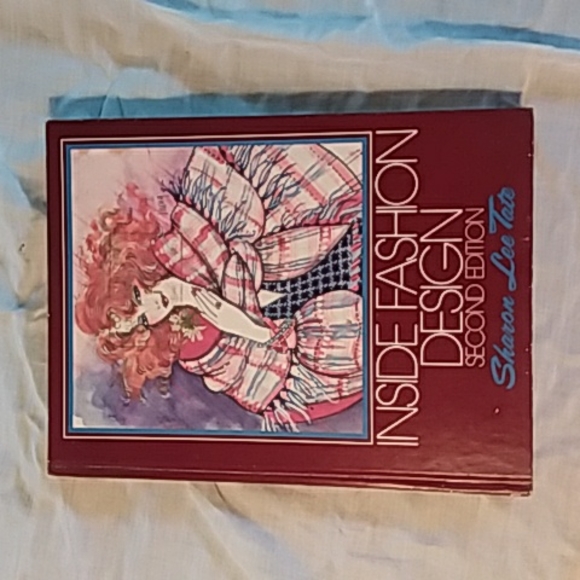 INSIDE FASHION
DESIGN
SECOND EDITION
Sharon Lee Tate